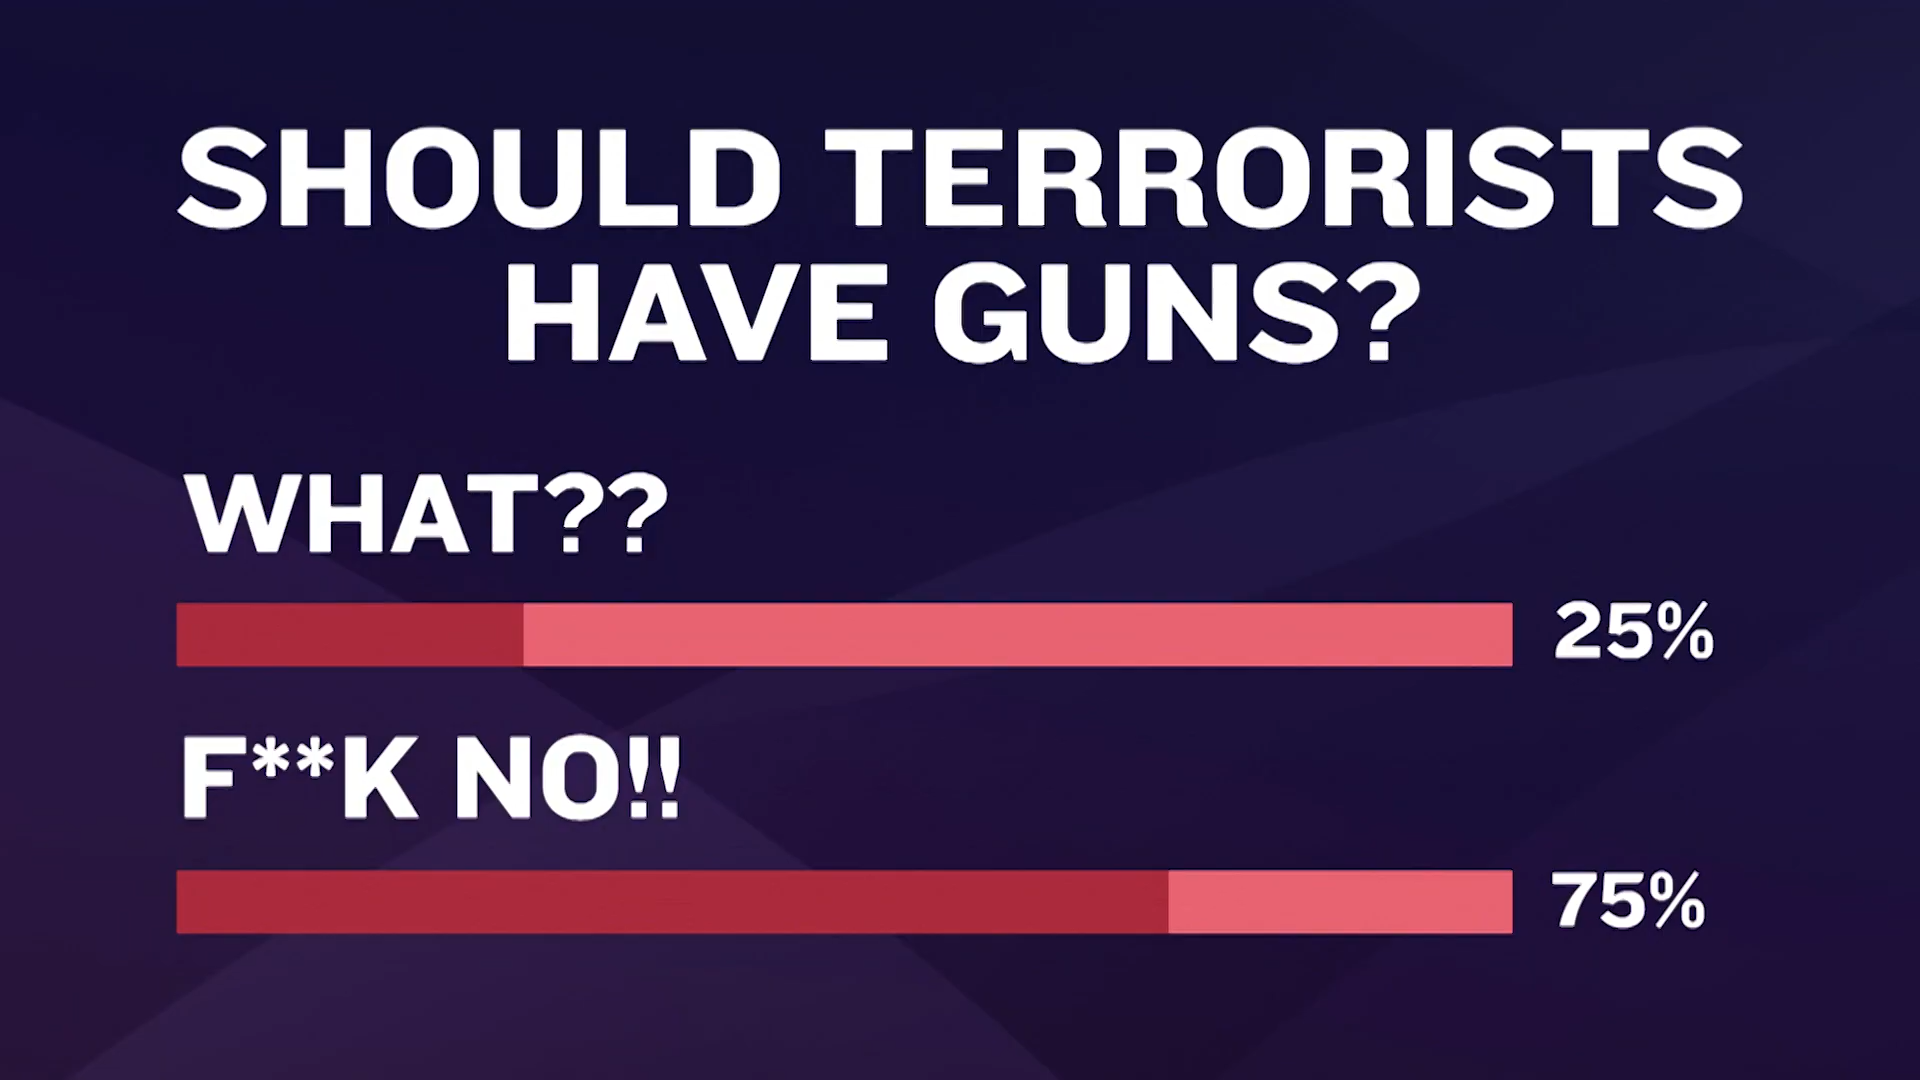 SHOULD TERRORISTS
HAVE GUNS?
WHAT??
25%
F**K NO!!
75%